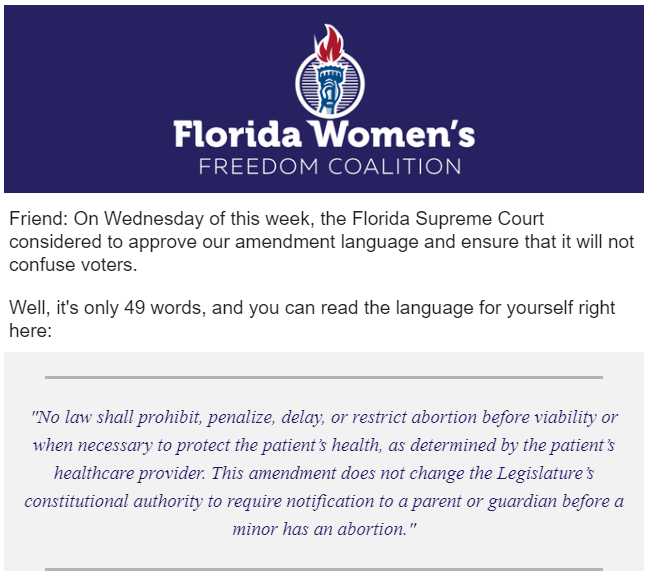 Florida Women's
FREEDOM COALITION
Friend: On Wednesday of this week, the Florida Supreme Court
considered to approve our amendment language and ensure that it will not
confuse voters.
Well, it's only 49 words, and you can read the language for yourself right
here:
"No law shall prohibit, penalize, delay, or restrict abortion before viability or
when necessary to protect the patient’s health, as determined by the patient’s
healthcare provider. This amendment does not change the Legislature’s
constitutional authority to require notification to a parent or guardian before a
minor has an abortion."